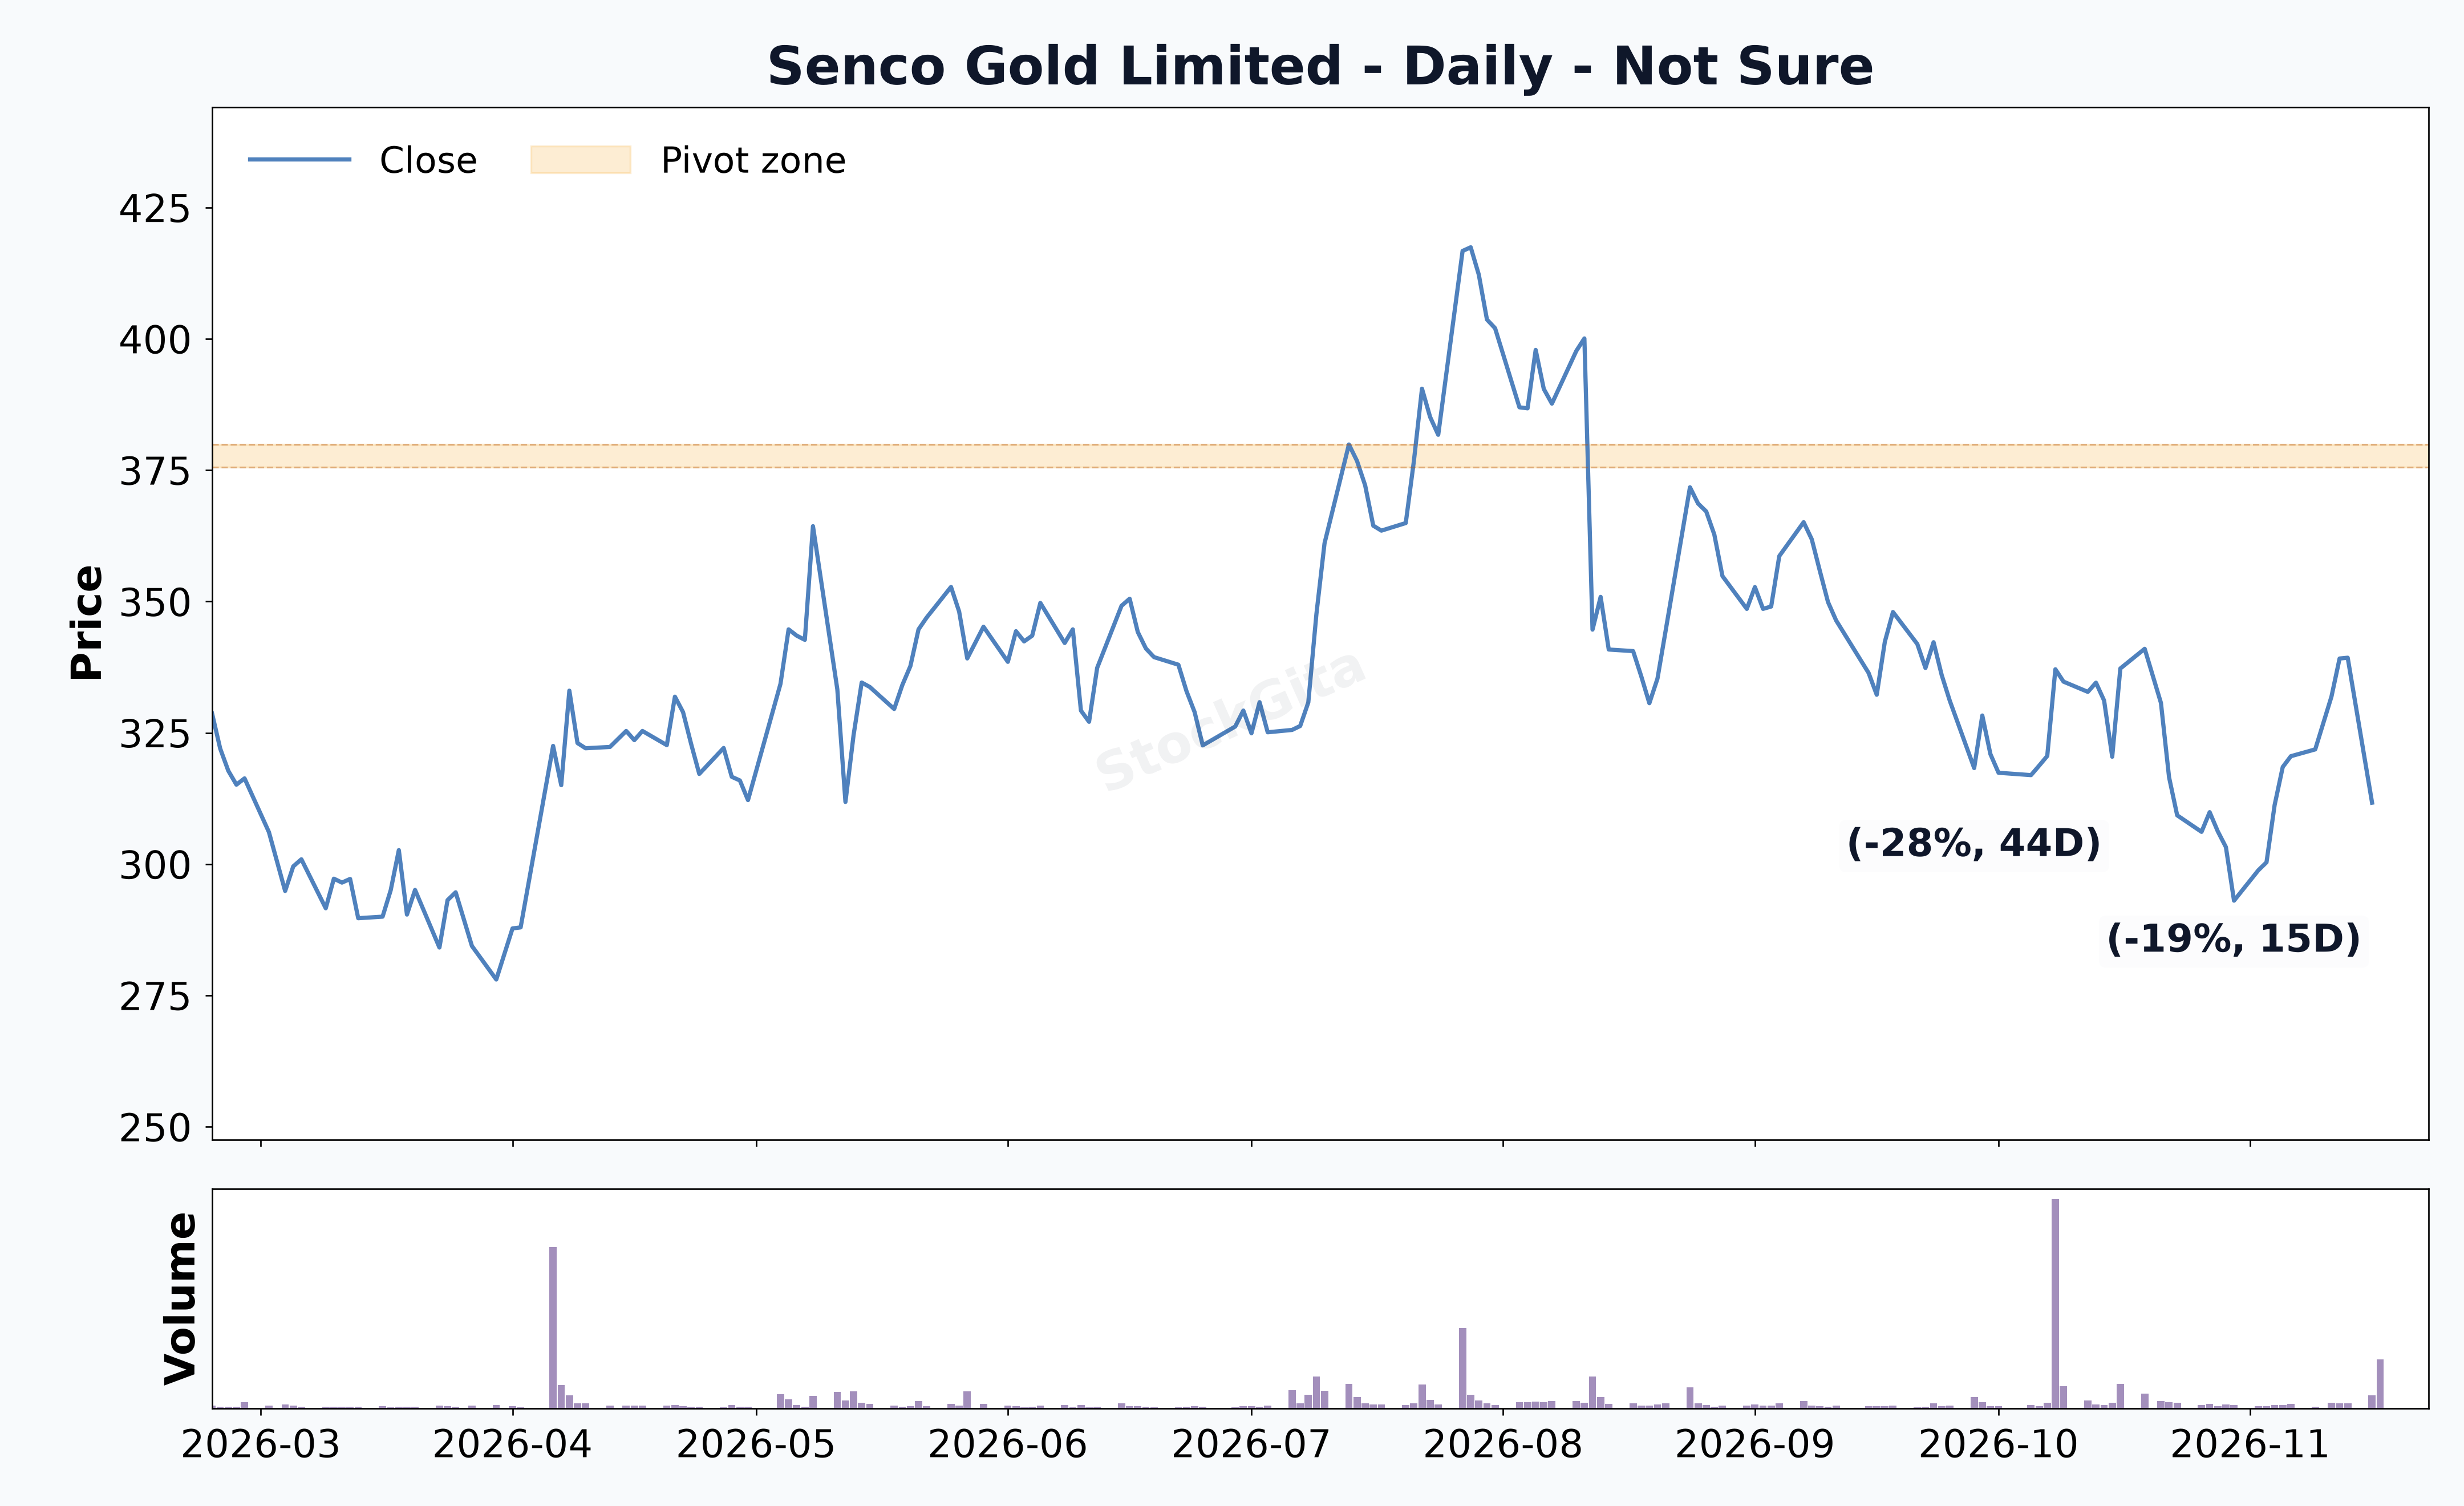 Senco Gold Limited - Daily - Not Sure
Close
Pivot zone
Price
425
400
375
350
325
300
275
250
StockGita
(-28%, 44D)
(-19%, 15D)
Volume
2026-03
2026-04
2026-05
2026-06
2026-07
2026-08
2026-09
2026-10
2026-11